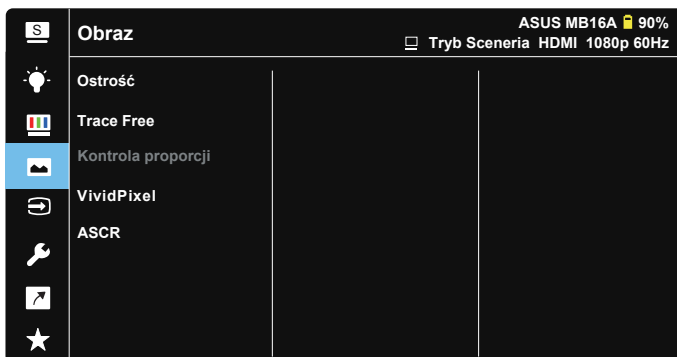 S
Obraz
ASUS MB16A 90%
Tryb Sceneria HDMI 1080p 60Hz
Ostrość
Trace Free
Kontrola proporcji
VividPixel
ASCR